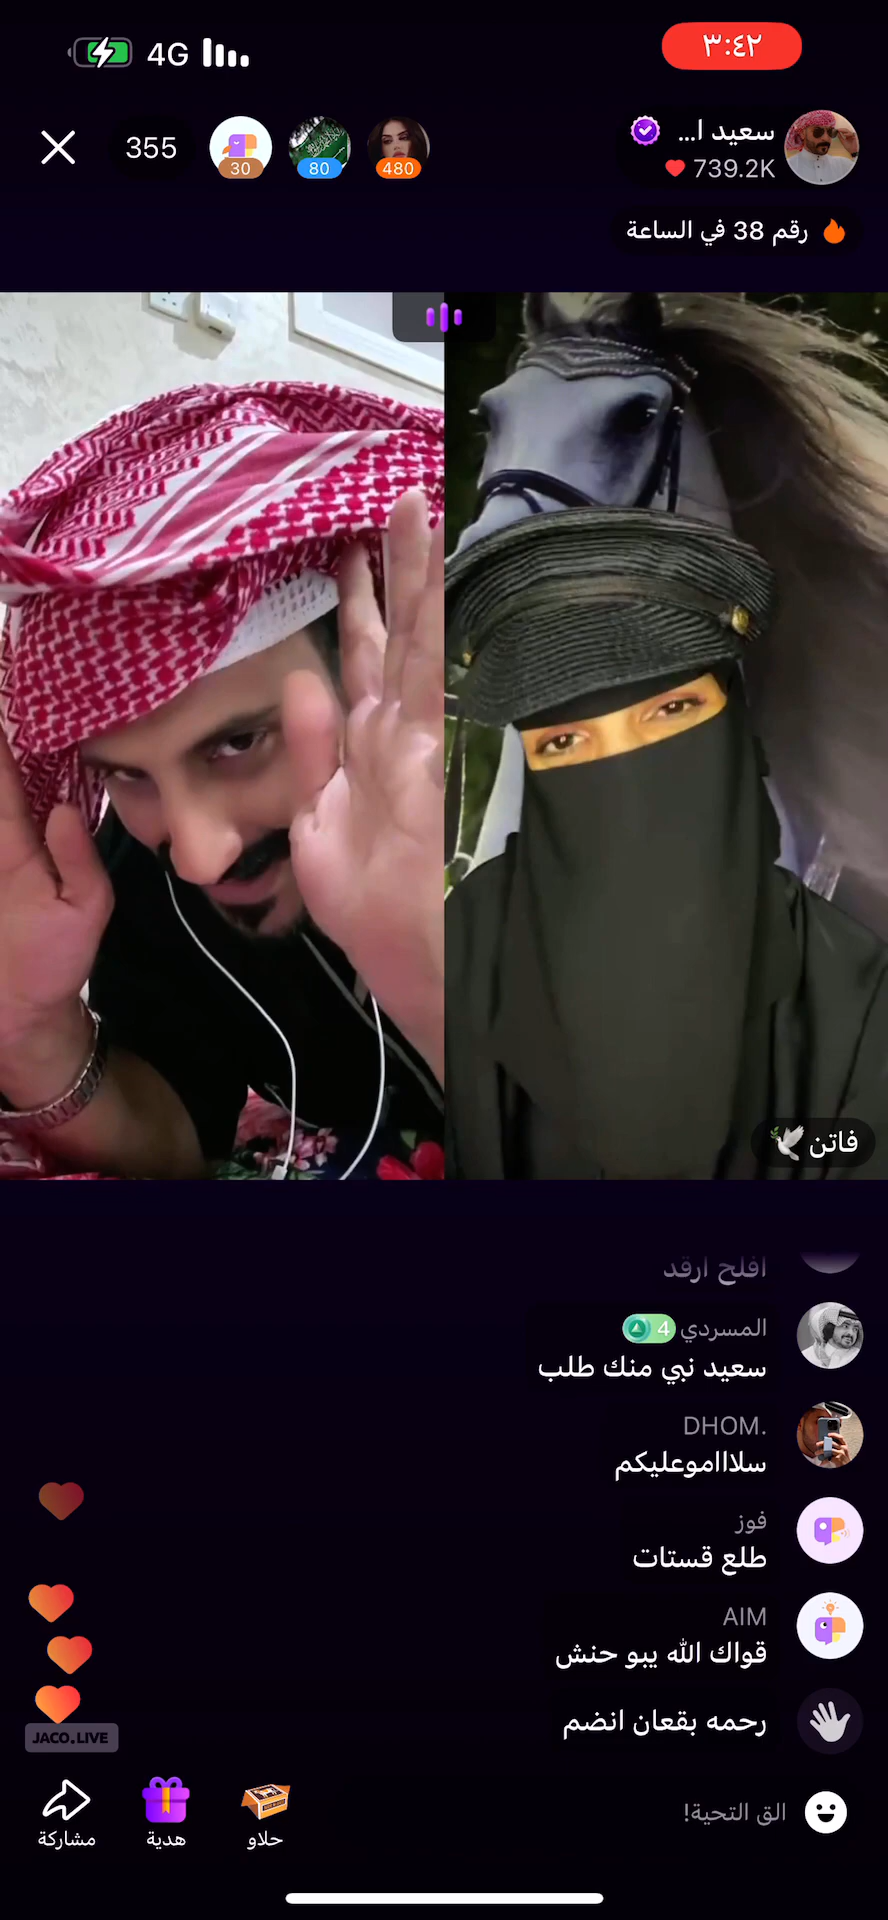 4G
٣:٤٢
355
30
80
480
سعيد ا...
739.2K
رقم 38 في الساعة
فاتن 🕊️
افلح ارقد
المسردي 4
سعيد نبي منك طلب
DHOM.
سلاااموعليكم
فوز
طلع قستات
AIM
قواك الله يبو حنش
رحمه بقعان انضم
JACO.LIVE
الق التحية!
حلاو
هدية
مشاركة